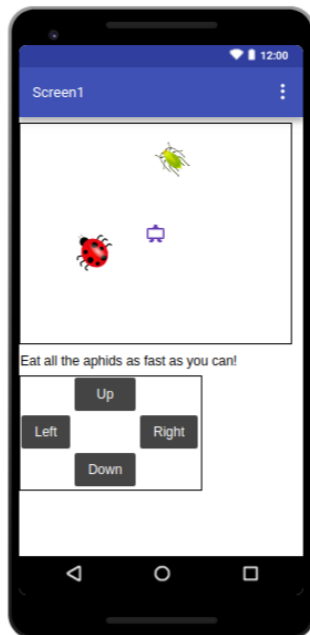 12:00
Screen1
Eat all the aphids as fast as you can!
Up
Left Right
Down